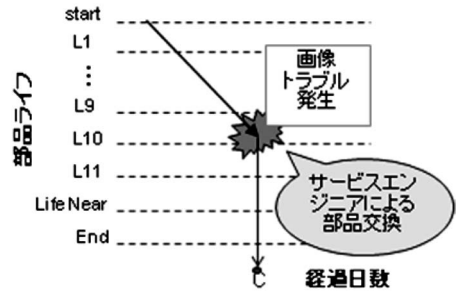 start
L1
⋮
L9
L10
L11
Life Near
End
部品ライフ
画像
トラブル
発生
サービスエン
ジニアによる
部品交換
C
経過日数